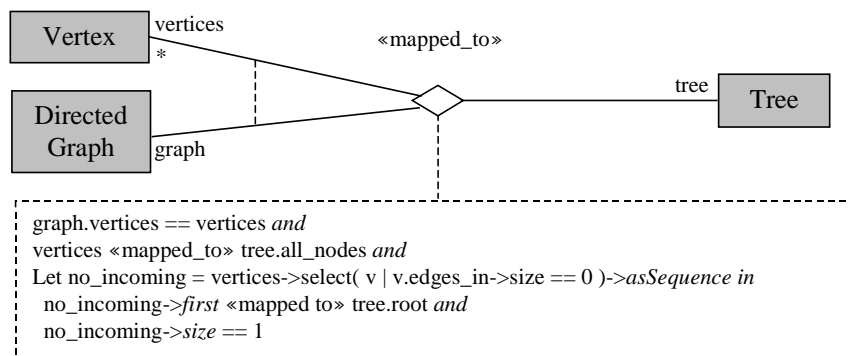 vertices
Vertex
*
«mapped_to»
tree
Tree
Directed
Graph
graph
graph.vertices == vertices and
vertices «mapped_to» tree.all_nodes and
Let no_incoming = vertices->select( v | v.edges_in->size == 0 )->asSequence in
no_incoming->first «mapped to» tree.root and
no_incoming->size == 1